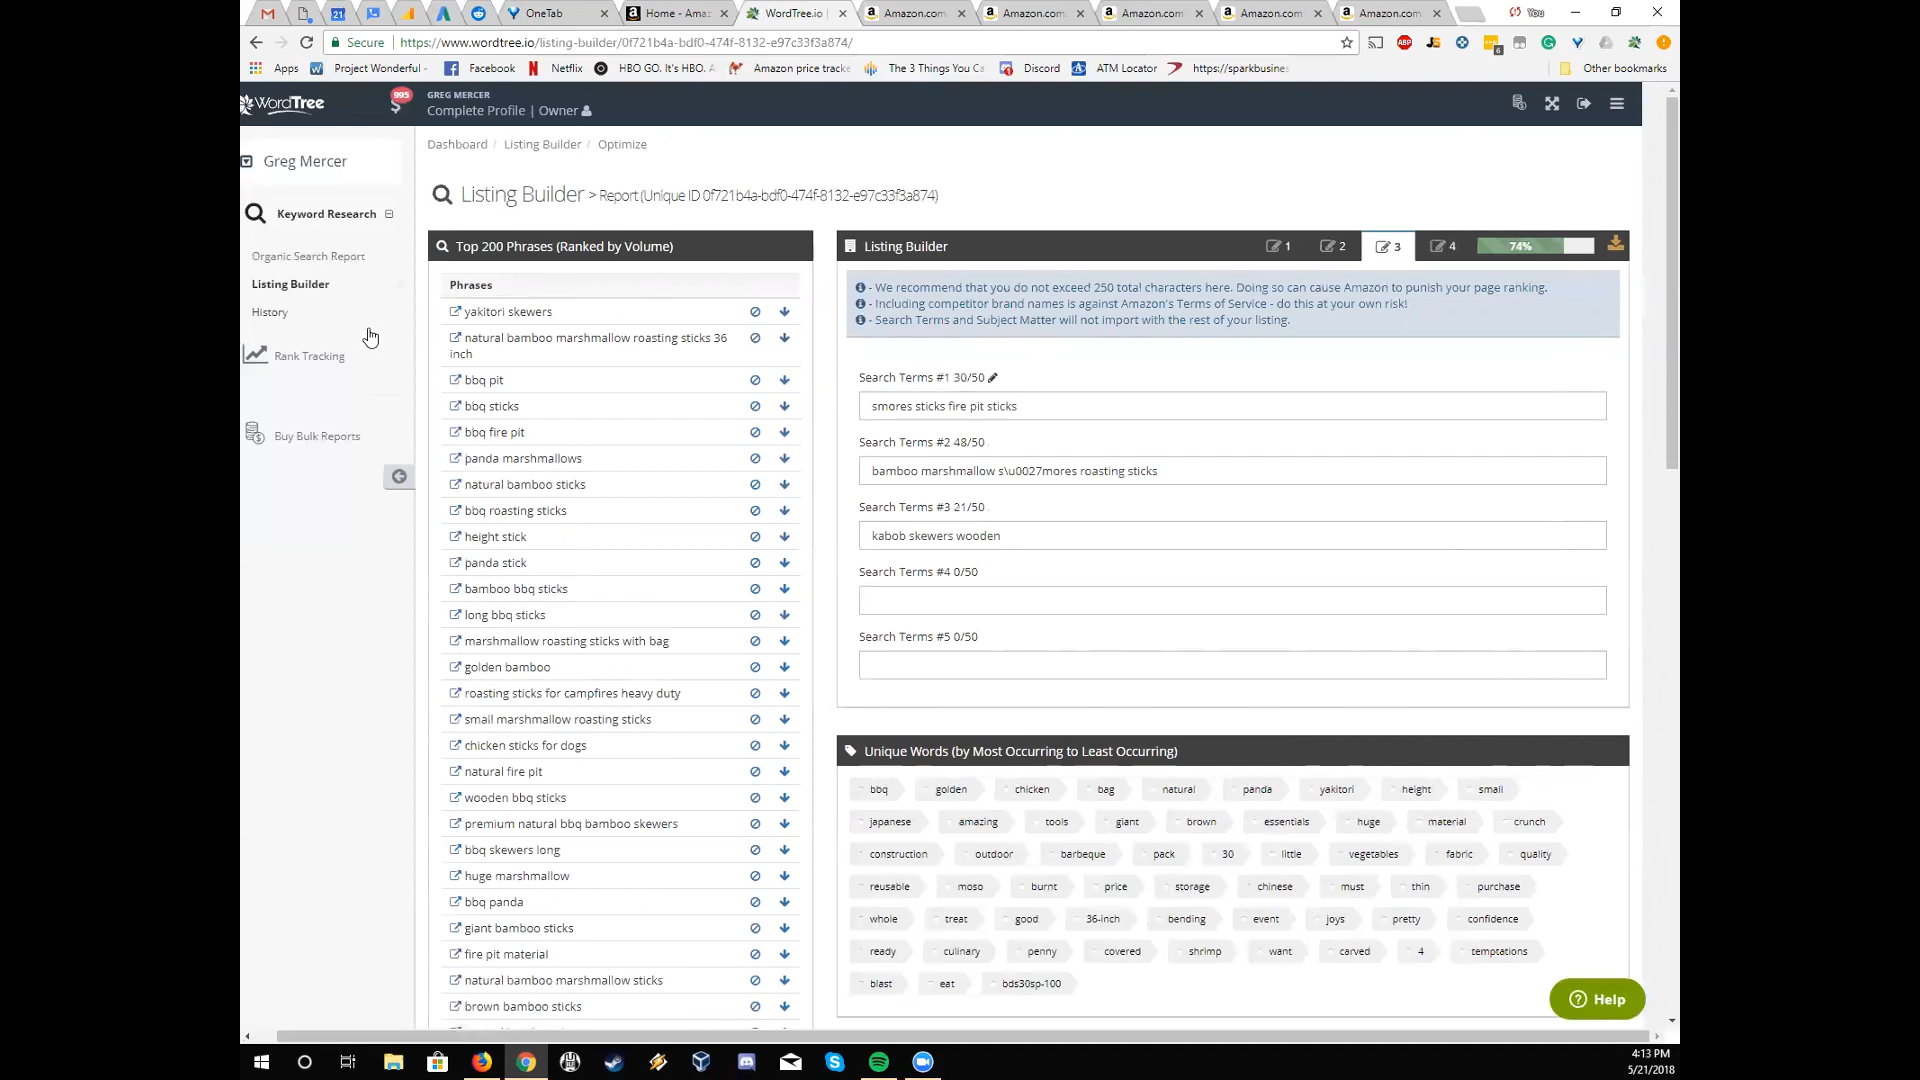 21
OneTab
Home - Amaz
WordTree.io |
Amazon.com
Amazon.com
Amazon.com
Amazon.com
Amazon.com
You
Secure
https://www.wordtree.io/listing-builder/0f721b4a-bdf0-474f-8132-e97c33f3a874/
ABP
JS
6
Apps
Project Wonderful -
Facebook
Netflix
HBO GO. It's HBO. A
Amazon price tracke
The 3 Things You Ca
Discord
ATM Locator
https://sparkbusines
Other bookmarks
WordTree
995
GREG MERCER
Complete Profile | Owner
Greg Mercer
Keyword Research
Organic Search Report
Listing Builder
History
Rank Tracking
Buy Bulk Reports
Dashboard / Listing Builder / Optimize
Listing Builder > Report (Unique ID 0f721b4a-bdf0-474f-8132-e97c33f3a874)
Top 200 Phrases (Ranked by Volume)
Phrases
yakitori skewers
natural bamboo marshmallow roasting sticks 36
inch
bbq pit
bbq sticks
bbq fire pit
panda marshmallows
natural bamboo sticks
bbq roasting sticks
height stick
panda stick
bamboo bbq sticks
long bbq sticks
marshmallow roasting sticks with bag
golden bamboo
roasting sticks for campfires heavy duty
small marshmallow roasting sticks
chicken sticks for dogs
natural fire pit
wooden bbq sticks
premium natural bbq bamboo skewers
bbq skewers long
huge marshmallow
bbq panda
giant bamboo sticks
fire pit material
natural bamboo marshmallow sticks
brown bamboo sticks
Listing Builder
1
2
3
4
74%
- We recommend that you do not exceed 250 total characters here. Doing so can cause Amazon to punish your page ranking.
- Including competitor brand names is against Amazon's Terms of Service - do this at your own risk!
- Search Terms and Subject Matter will not import with the rest of your listing.
Search Terms #1 30/50
smores sticks fire pit sticks
Search Terms #2 48/50
bamboo marshmallow s\u0027mores roasting sticks
Search Terms #3 21/50
kabob skewers wooden
Search Terms #4 0/50
Search Terms #5 0/50
Unique Words (by Most Occurring to Least Occurring)
bbq golden chicken bag natural panda yakitori height small
japanese amazing tools giant brown essentials huge material crunch
construction outdoor barbeque pack 30 little vegetables fabric quality
reusable moso burnt price storage chinese must thin purchase
whole treat good 36-inch bending event joys pretty confidence
ready culinary penny covered shrimp want carved 4 temptations
blast eat bds30sp-100
Help
4:13 PM
5/21/2018